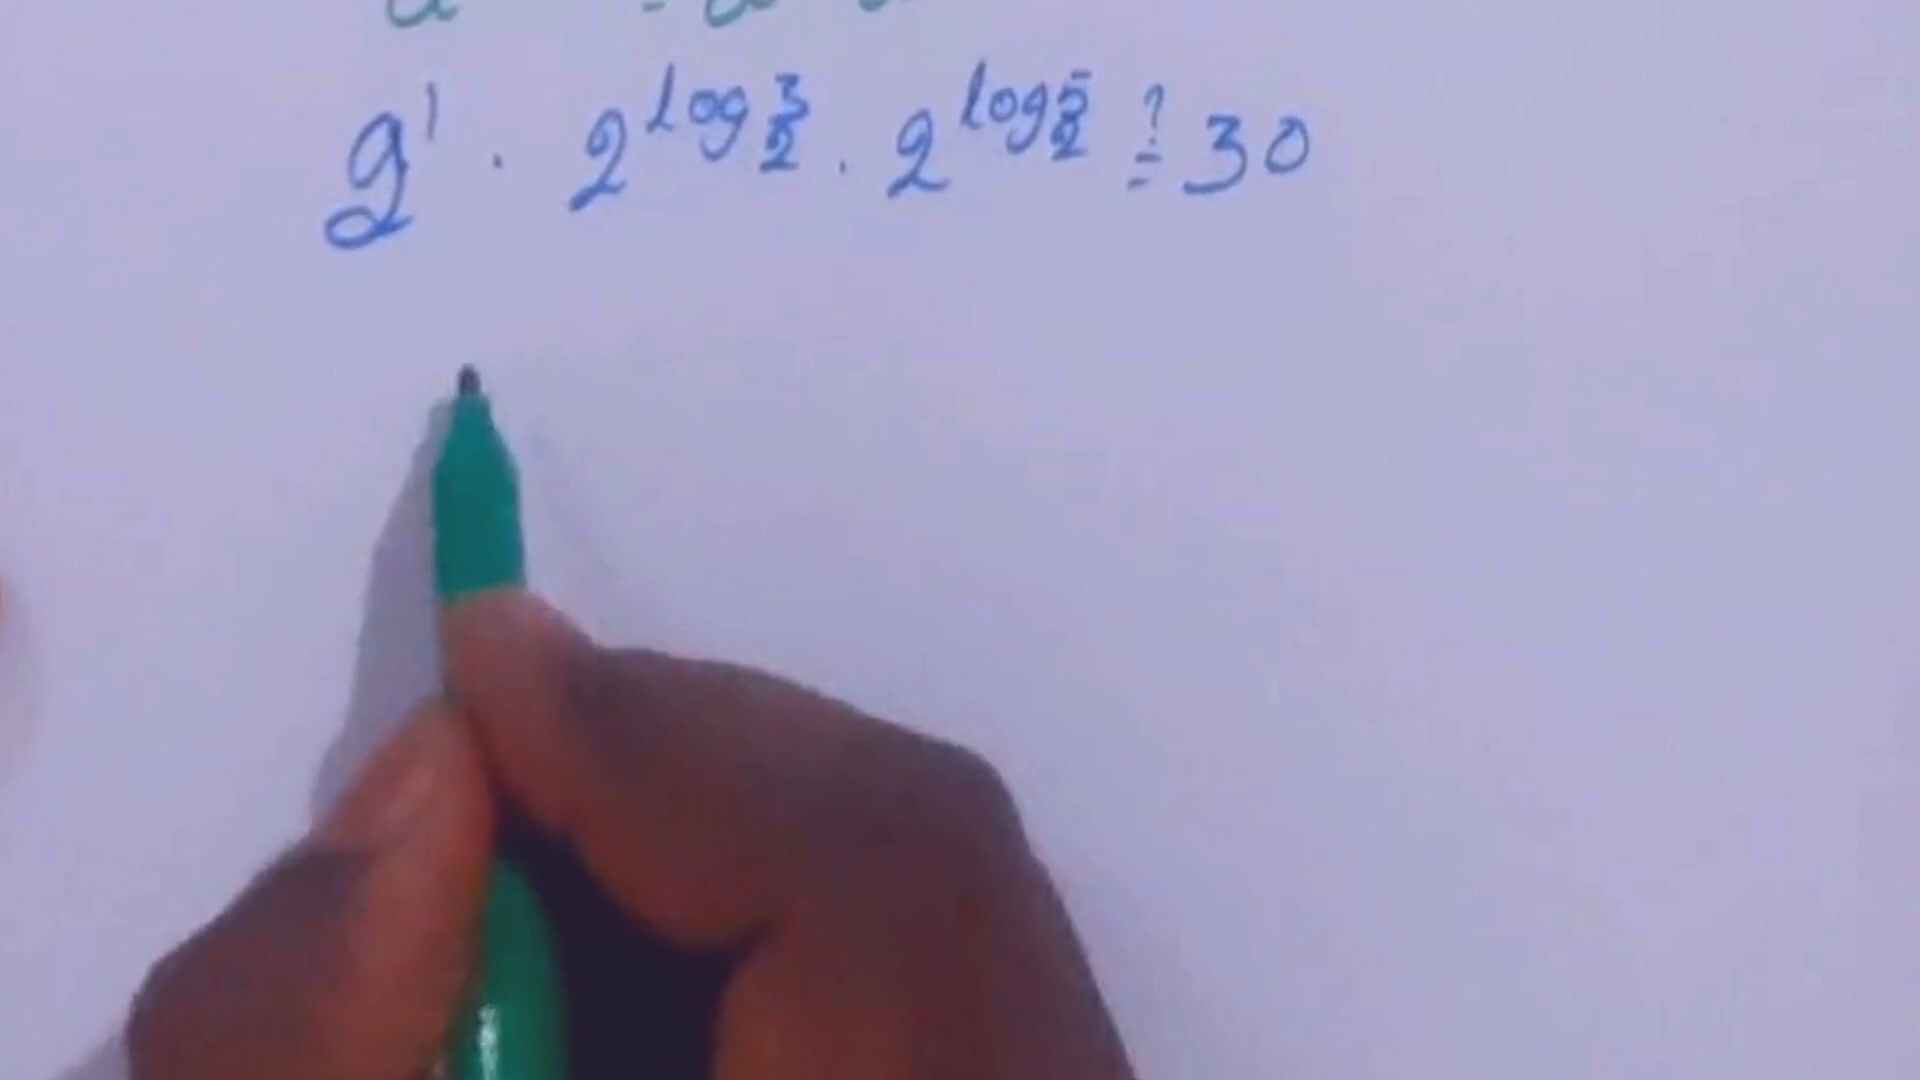 2¹ · 2^log₂³ · 2^log₂⁵ ≟ 30